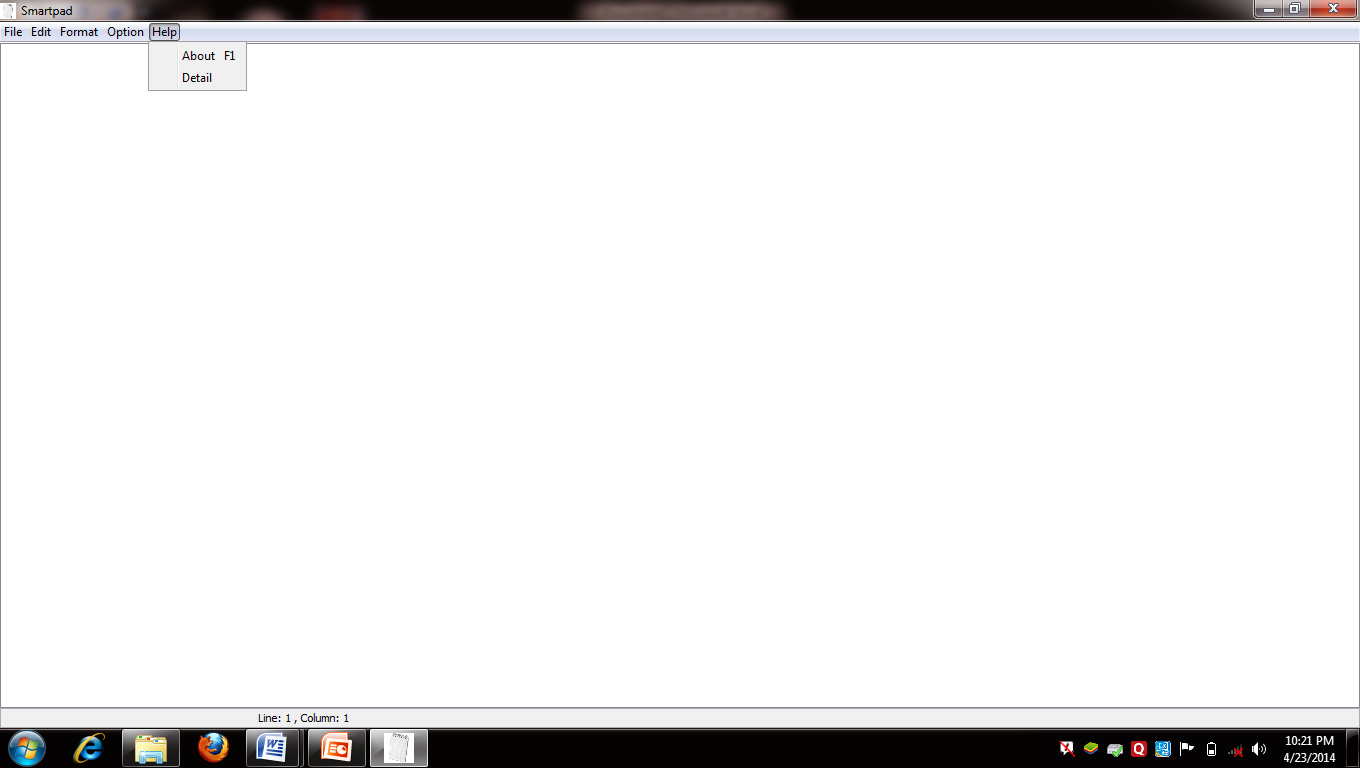 Smartpad
File Edit Format Option Help
About F1
Detail
Line: 1 , Column: 1
10:21 PM
4/23/2014